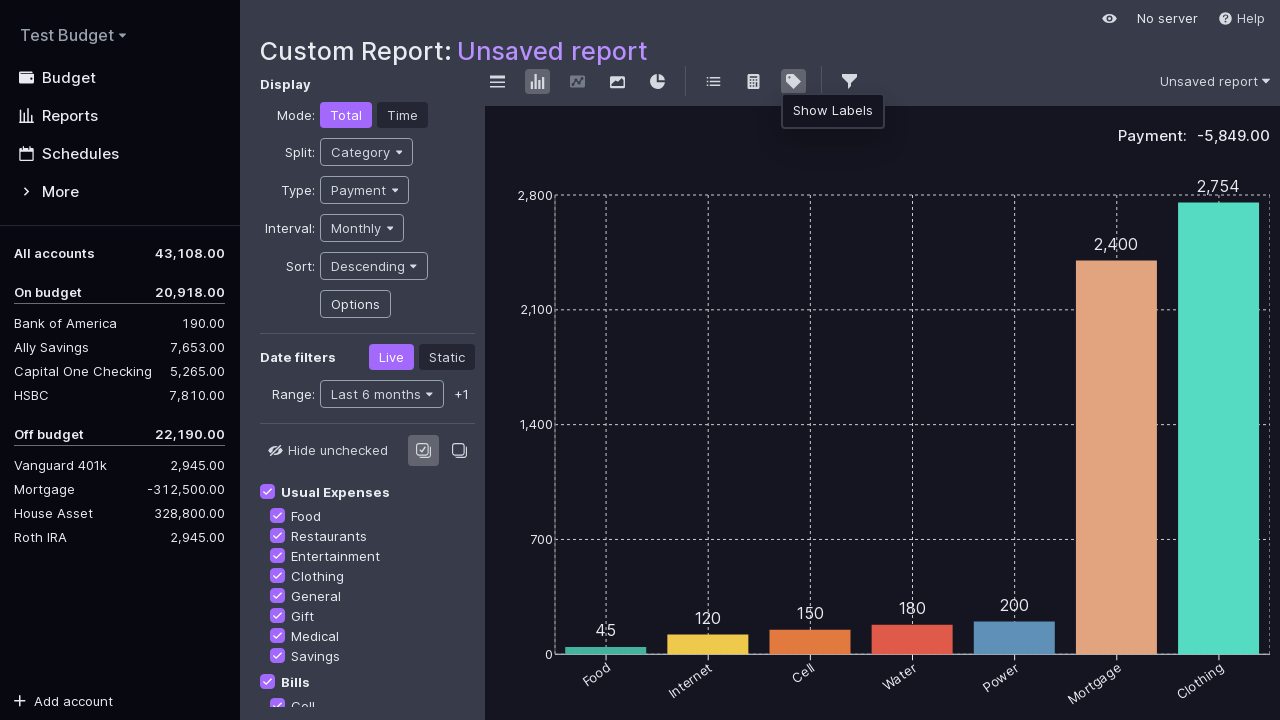 Test Budget
Budget
Reports
Schedules
More
All accounts 43,108.00
On budget 20,918.00
Bank of America 190.00
Ally Savings 7,653.00
Capital One Checking 5,265.00
HSBC 7,810.00
Off budget 22,190.00
Vanguard 401k 2,945.00
Mortgage -312,500.00
House Asset 328,800.00
Roth IRA 2,945.00
Add account
No server
Help
Custom Report: Unsaved report
Display
Mode: Total Time
Split: Category
Type: Payment
Interval: Monthly
Sort: Descending
Options
Date filters Live Static
Range: Last 6 months +1
Hide unchecked
Usual Expenses
Food
Restaurants
Entertainment
Clothing
General
Gift
Medical
Savings
Bills
Cell
Unsaved report
Show Labels
Payment: -5,849.00
2,800
2,100
1,400
700
0
45
120
150
180
200
2,400
2,754
Food
Internet
Cell
Water
Power
Mortgage
Clothing